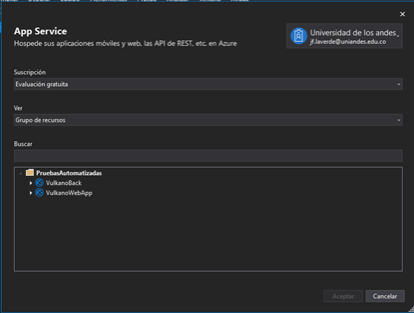 App Service
Hospede sus aplicaciones móviles y web, las API de REST, etc. en Azure
Universidad de los andes
jf.laverde@uniandes.edu.co
Suscripción
Evaluación gratuita
Ver
Grupo de recursos
Buscar
PruebasAutomatizadas
VulkanoBack
VulkanoWebApp
Aceptar
Cancelar